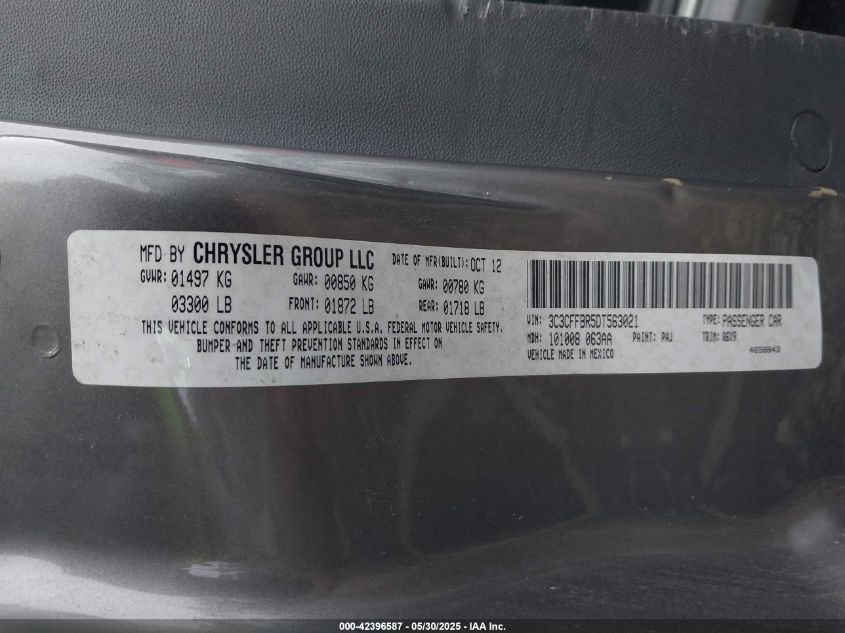 MFD BY CHRYSLER GROUP LLC DATE OF MFR(BUILT): OCT 12
GVWR: 01497 KG GAWR: 00850 KG GAWR: 00780 KG
03300 LB FRONT: 01872 LB REAR: 01718 LB
THIS VEHICLE CONFORMS TO ALL APPLICABLE U.S.A. FEDERAL MOTOR VEHICLE SAFETY,
BUMPER AND THEFT PREVENTION STANDARDS IN EFFECT ON
THE DATE OF MANUFACTURE SHOWN ABOVE.
VIN: 3C3CFFBR5DT563021 TYPE: PASSENGER CAR
MDH: 101008 063AA PAINT: PAJ TRIM: A6X9
VEHICLE MADE IN MEXICO 4658843
000-42396587 - 05/30/2025 - IAA Inc.